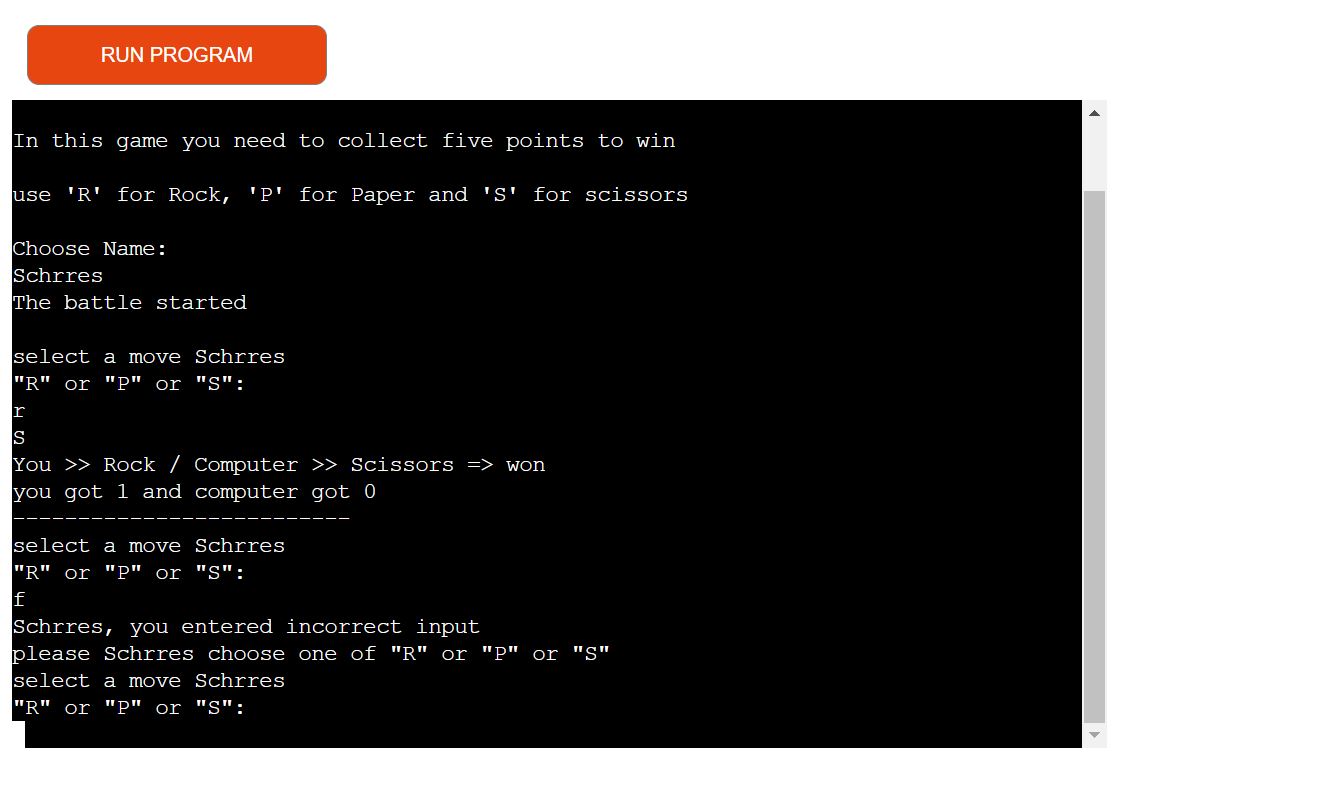 RUN PROGRAM
In this game you need to collect five points to win
use 'R' for Rock, 'P' for Paper and 'S' for scissors
Choose Name:
Schrres
The battle started
select a move Schrres
"R" or "P" or "S":
r
S
You >> Rock / Computer >> Scissors => won
you got 1 and computer got 0
--------------------------
select a move Schrres
"R" or "P" or "S":
f
Schrres, you entered incorrect input
please Schrres choose one of "R" or "P" or "S"
select a move Schrres
"R" or "P" or "S":